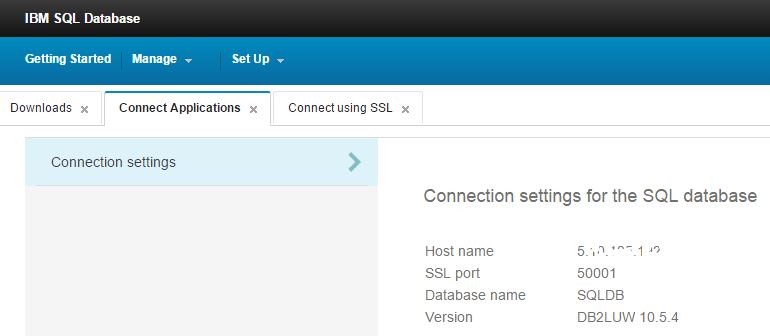 IBM SQL Database
Getting Started Manage Set Up
Downloads Connect Applications Connect using SSL
Connection settings
Connection settings for the SQL database
Host name
SSL port 50001
Database name SQLDB
Version DB2LUW 10.5.4